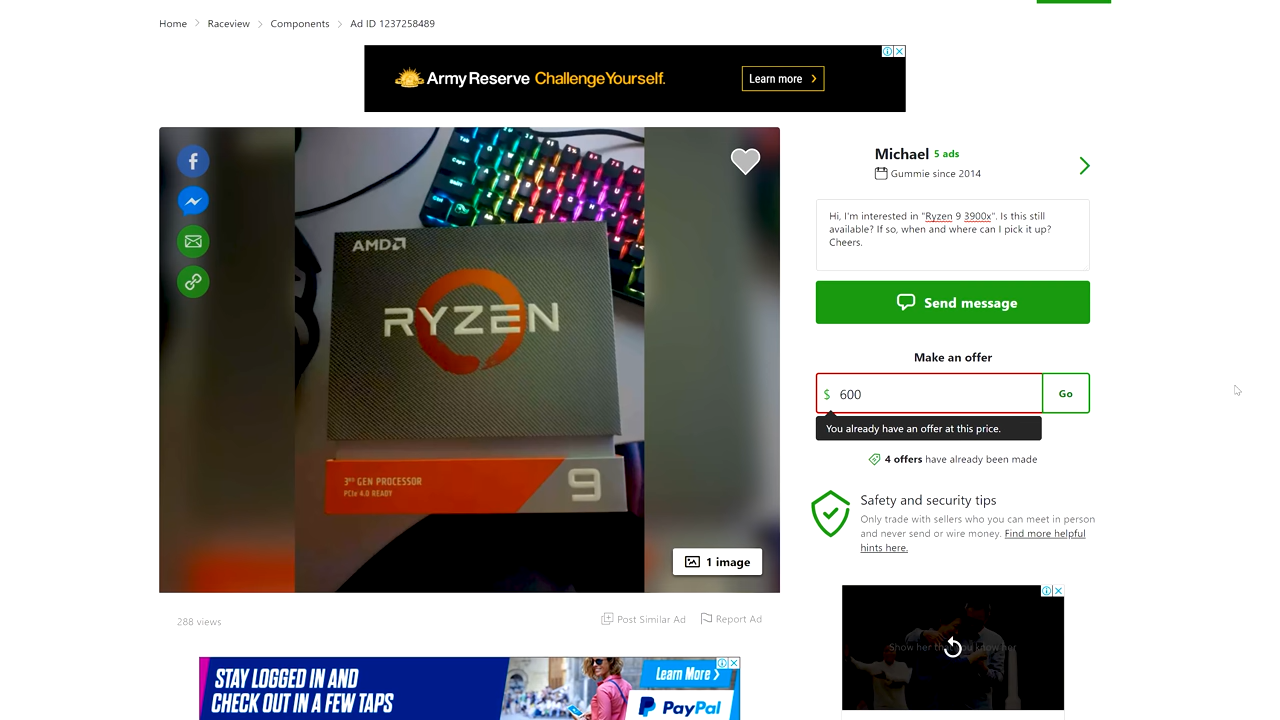 Home
Raceview
Components
Ad ID 1237258489
Army Reserve Challenge Yourself.
Learn more
AMD
RYZEN
3rd GEN PROCESSOR
PCIe 4.0 READY
9
1 image
288 views
Post Similar Ad
Report Ad
STAY LOGGED IN AND
CHECK OUT IN A FEW TAPS
Learn More
PayPal
Michael 5 ads
Gummie since 2014
Hi, I'm interested in "Ryzen 9 3900x". Is this still
available? If so, when and where can I pick it up?
Cheers.
Send message
Make an offer
$ 600
Go
You already have an offer at this price.
4 offers have already been made
Safety and security tips
Only trade with sellers who you can meet in person
and never send or wire money. Find more helpful
hints here.